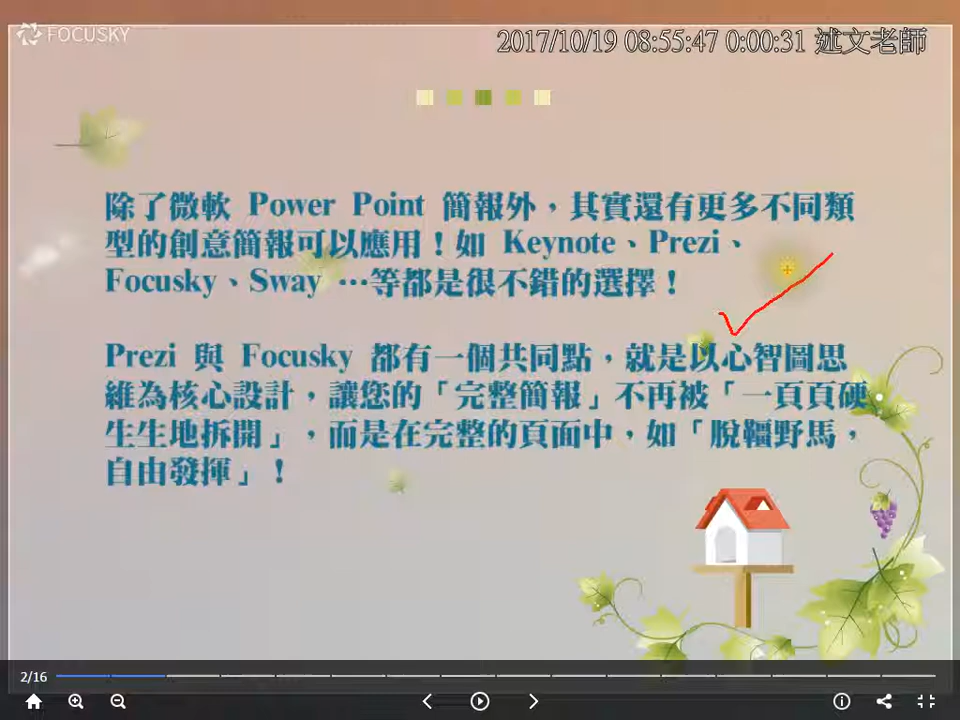 FOCUSKY
2017/10/19 08:55:47 0:00:31 述文老師
除了微軟 Power Point 簡報外，其實還有更多不同類
型的創意簡報可以應用！如 Keynote、Prezi、
Focusky、Sway …等都是很不錯的選擇！
Prezi 與 Focusky 都有一個共同點，就是以心智圖思
維為核心設計，讓您的「完整簡報」不再被「一頁頁硬
生生地拆開」，而是在完整的頁面中，如「脫韁野馬，
自由發揮」！
2/16